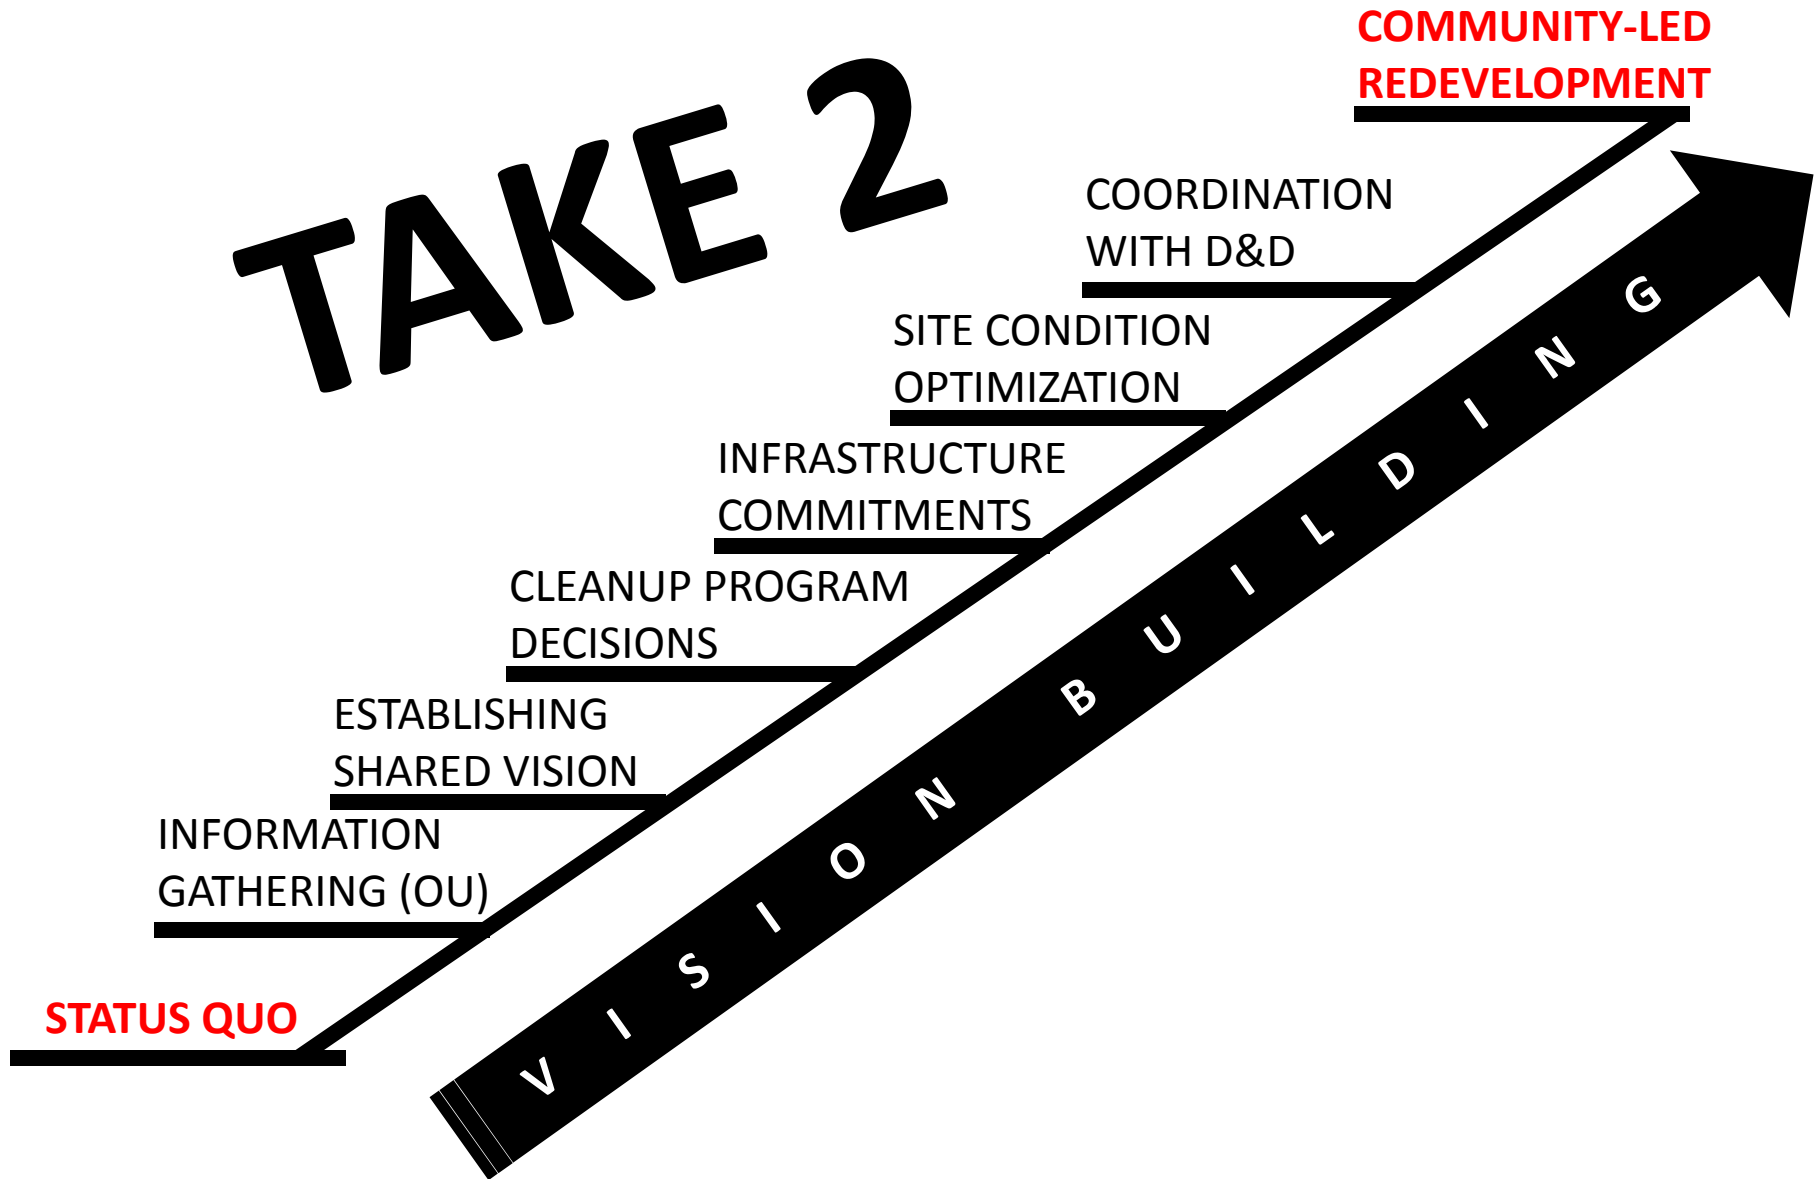 TAKE 2
COMMUNITY-LED
REDEVELOPMENT
COORDINATION
WITH D&D
SITE CONDITION
OPTIMIZATION
INFRASTRUCTURE
COMMITMENTS
CLEANUP PROGRAM
DECISIONS
ESTABLISHING
SHARED VISION
INFORMATION
GATHERING (OU)
STATUS QUO
VISION BUILDING